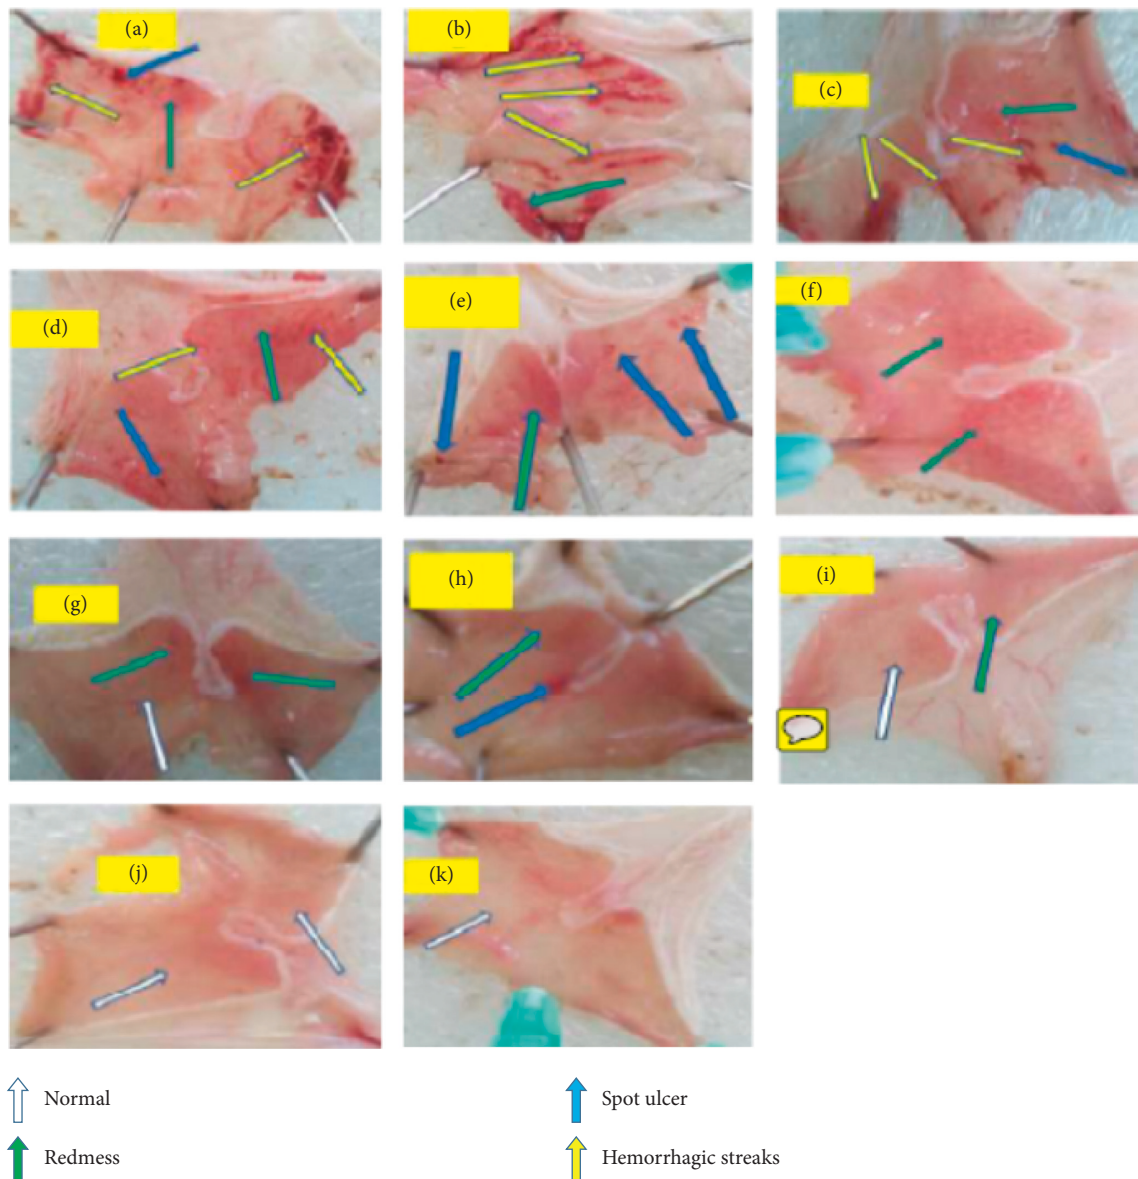 (a)
(b)
(c)
(d)
(e)
(f)
(g)
(h)
(i)
(j)
(k)
Normal
Spot ulcer
Redmess
Hemorrhagic streaks